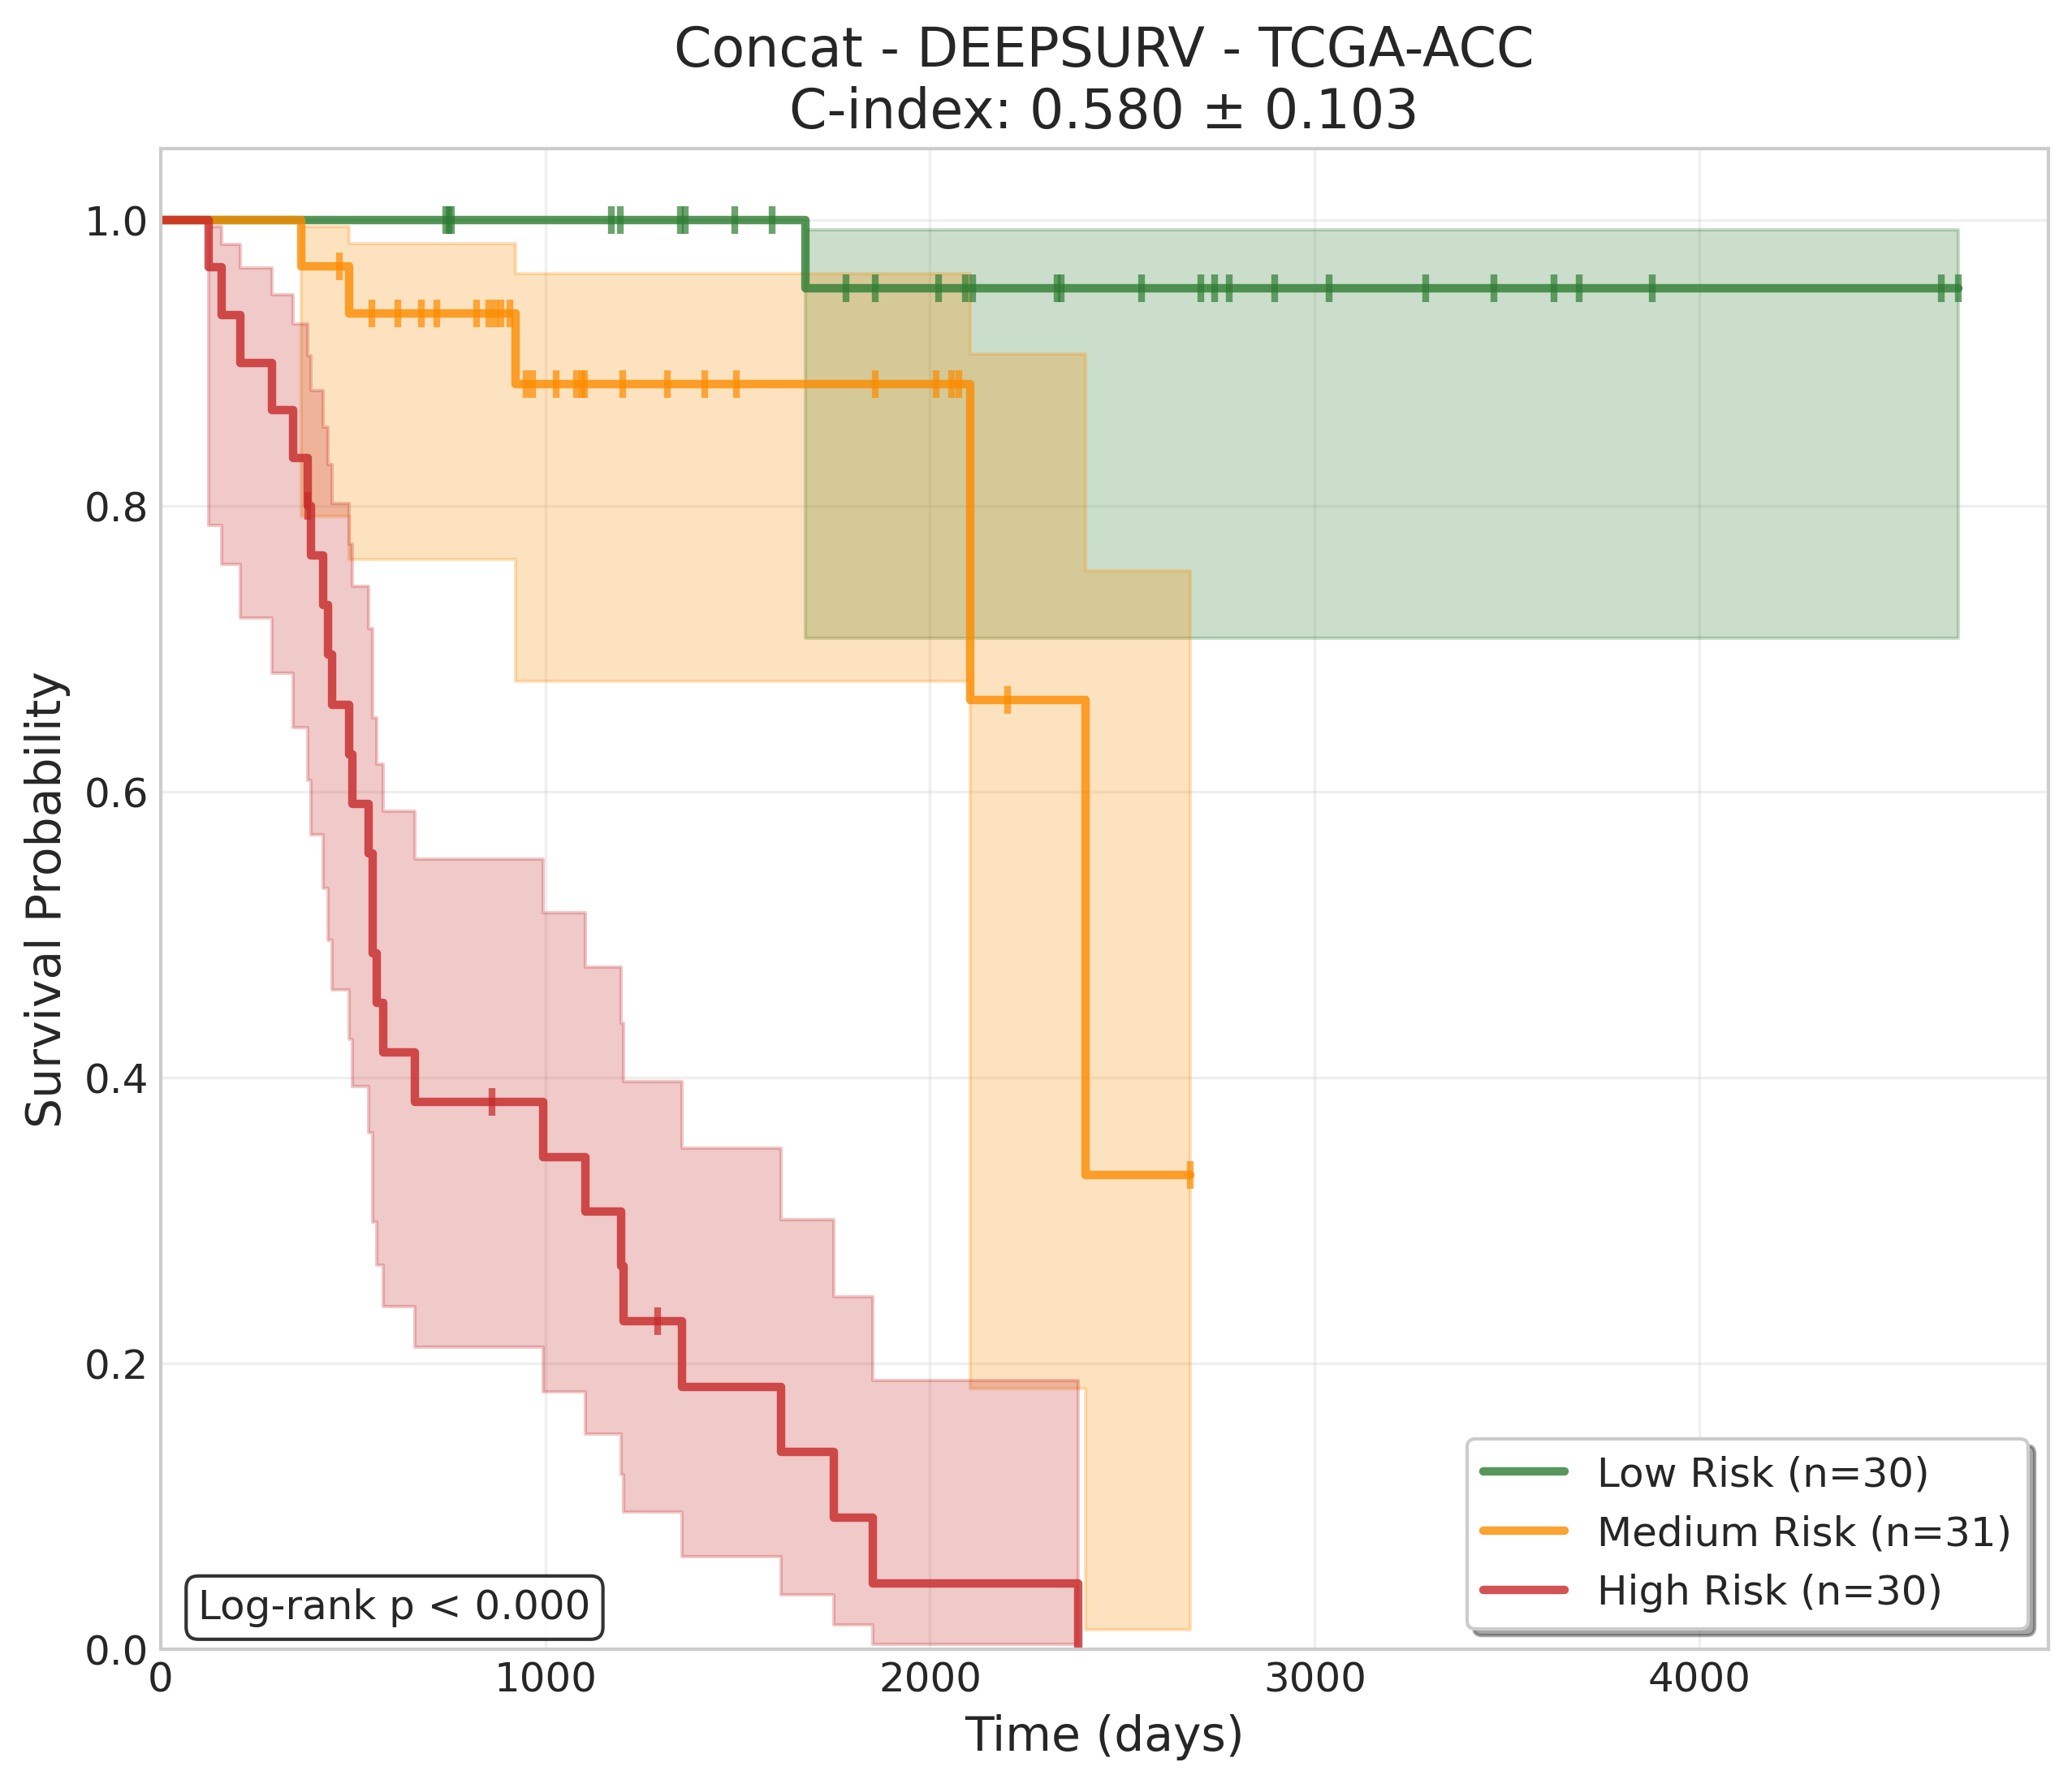 Concat - DEEPSURV - TCGA-ACC
C-index: 0.580 ± 0.103
Survival Probability
1.0
0.8
0.6
0.4
0.2
0.0
0 1000 2000 3000 4000
Time (days)
Log-rank p < 0.000
Low Risk (n=30)
Medium Risk (n=31)
High Risk (n=30)